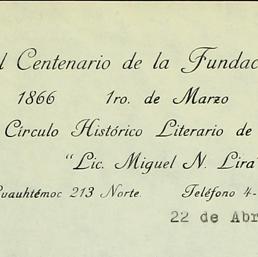 l Centenario de la Fundac
1866 1ro. de Marzo
Círculo Histórico Literario de
"Lic. Miguel N. Lira"
Cuauhtémoc 213 Norte. Teléfono 4-
22 de Abr